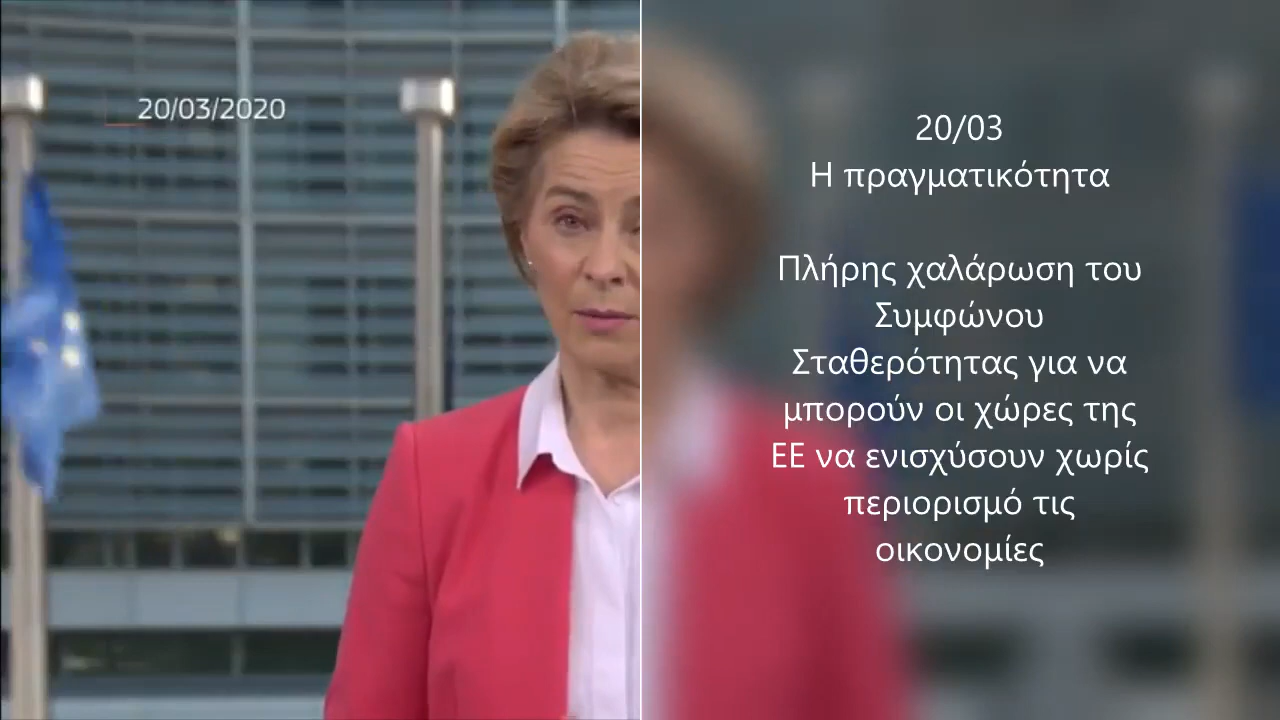 20/03/2020
20/03
Η πραγματικότητα
Πλήρης χαλάρωση του
Συμφώνου
Σταθερότητας για να
μπορούν οι χώρες της
ΕΕ να ενισχύσουν χωρίς
περιορισμό τις
οικονομίες